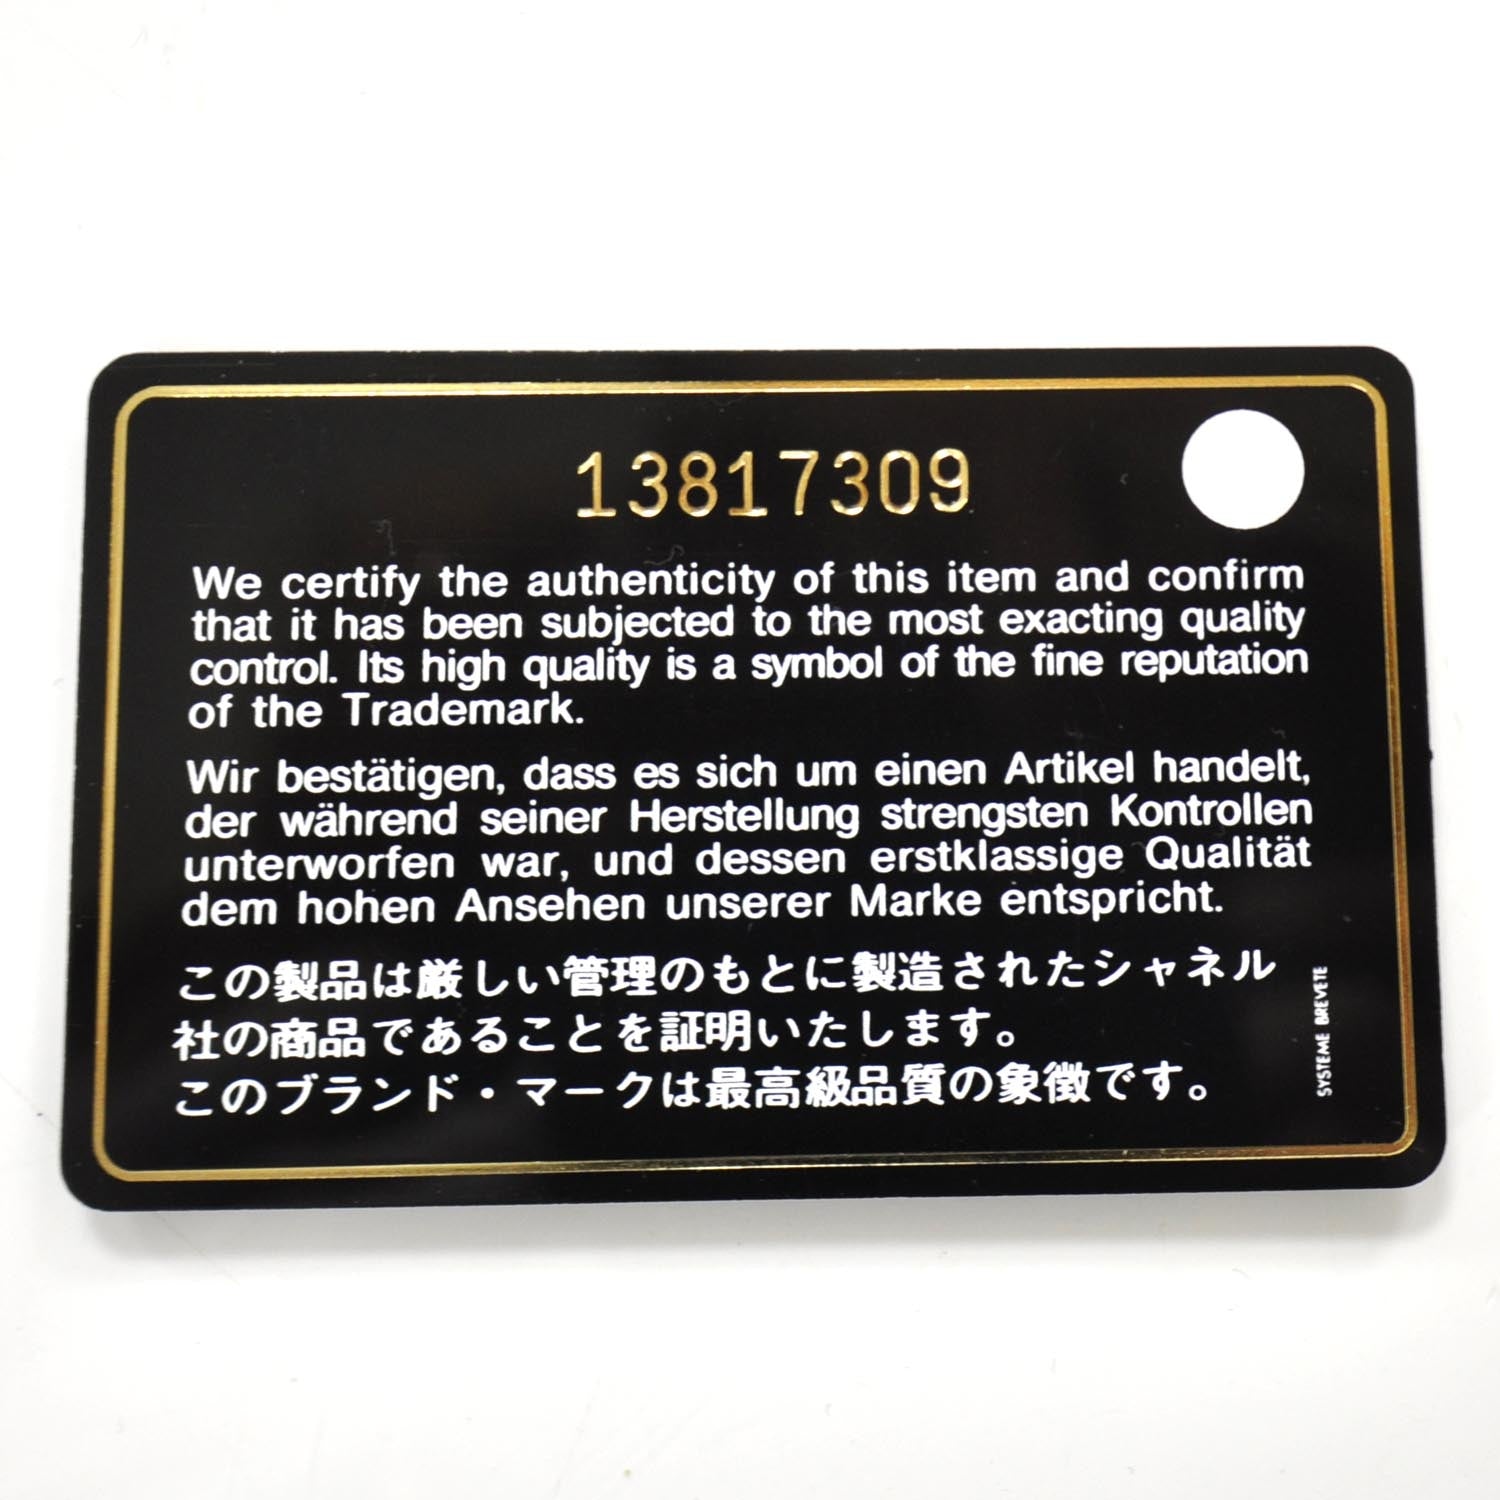 13817309
We certify the authenticity of this item and confirm
that it has been subjected to the most exacting quality
control. Its high quality is a symbol of the fine reputation
of the Trademark.
Wir bestätigen, dass es sich um einen Artikel handelt,
der während seiner Herstellung strengsten Kontrollen
unterworfen war, und dessen erstklassige Qualität
dem hohen Ansehen unserer Marke entspricht.
この製品は厳しい管理のもとに製造されたシャネル
社の商品であることを証明いたします。
このブランド・マークは最高級品質の象徴です。
SYSTEME BREVETE